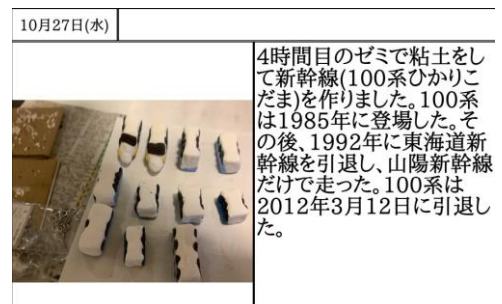 10月27日(水)
4時間目のゼミで粘土をし
て新幹線(100系ひかりこ
だま)を作りました。100系
は1985年に登場した。そ
の後、1992年に東海道新
幹線を引退し、山陽新幹線
だけで走った。100系は
2012年3月12日に引退し
た。